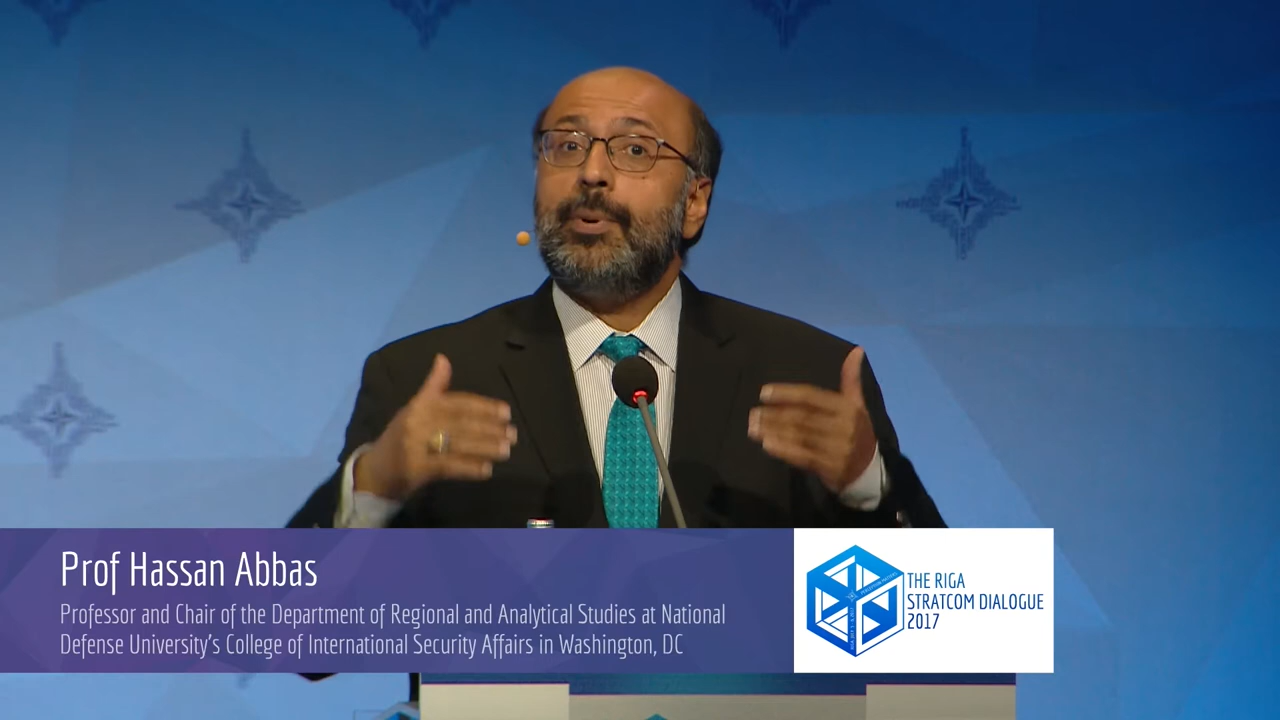 Prof Hassan Abbas
Professor and Chair of the Department of Regional and Analytical Studies at National
Defense University's College of International Security Affairs in Washington, DC
THE RIGA
STRATCOM DIALOGUE
2017